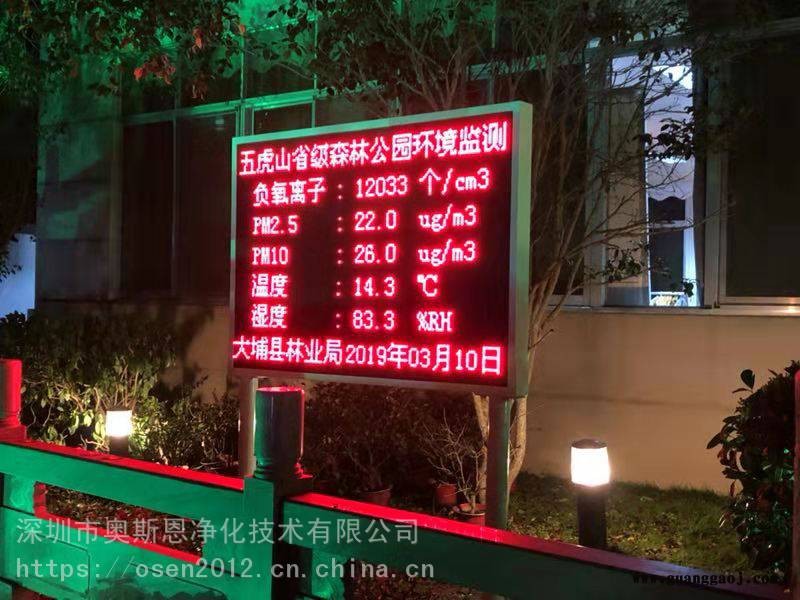 五虎山省级森林公园环境监测
负氧离子 : 12033 个/cm3
PM2.5 : 22.0 ug/m3
PM10 : 26.0 ug/m3
温度 : 14.3 ℃
湿度 : 83.3 %RH
大埔县林业局2019年03月10日
深圳市奥斯恩净化技术有限公司
https://osen2012.cn.china.cn
www.guanggaoj.com